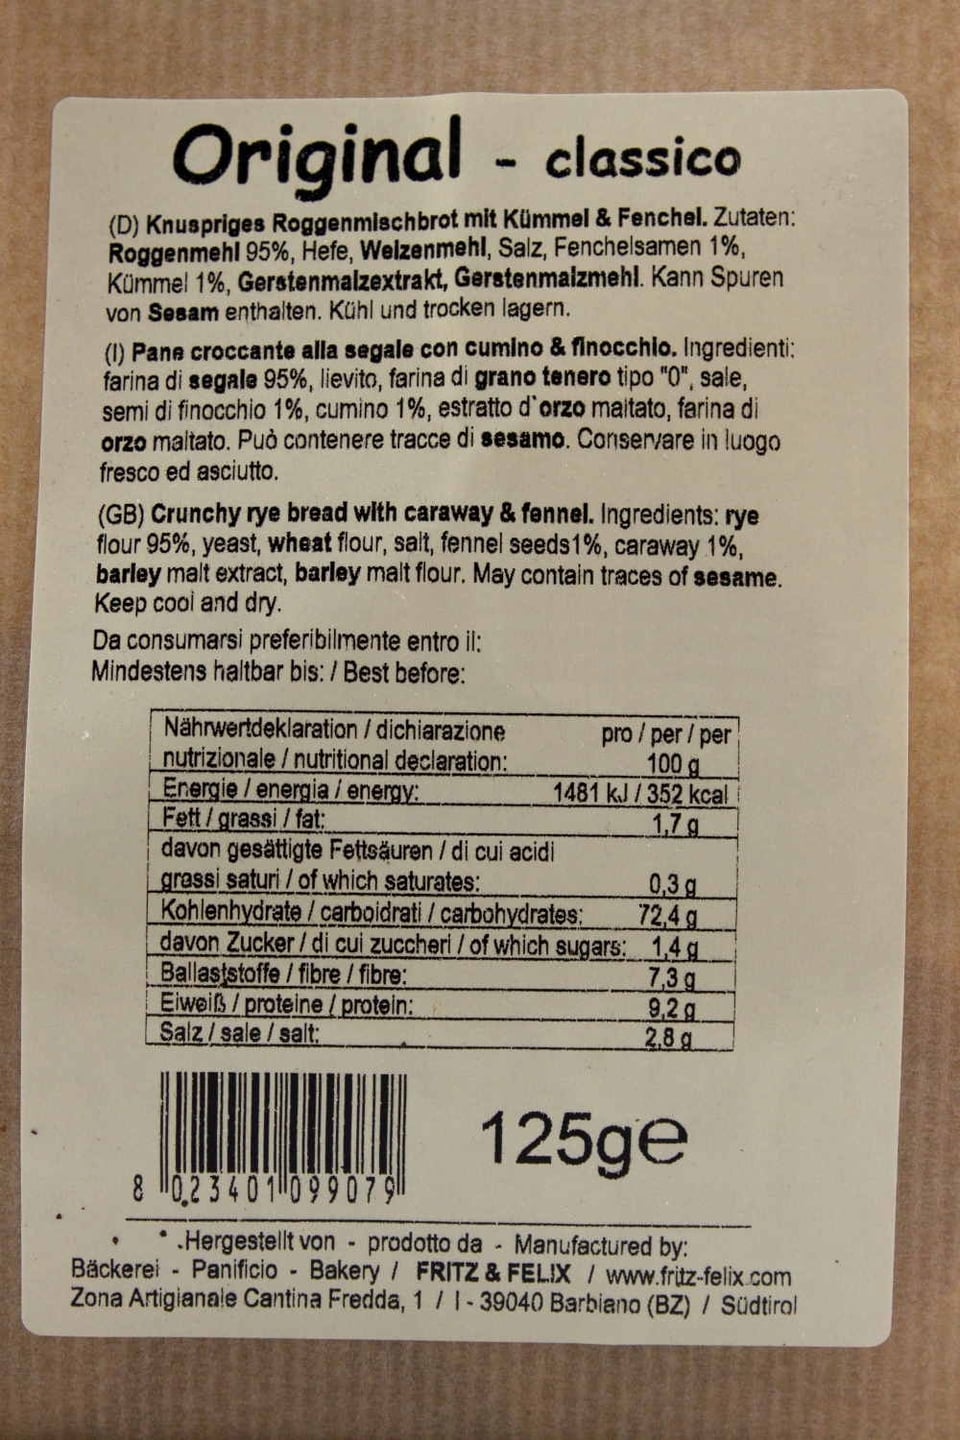 Original - classico
(D) Knuspriges Roggenmischbrot mit Kümmel & Fenchel. Zutaten:
Roggenmehl 95%, Hefe, Weizenmehl, Salz, Fenchelsamen 1%,
Kümmel 1%, Gerstenmalzextrakt, Gerstenmalzmehl. Kann Spuren
von Sesam enthalten. Kühl und trocken lagern.
(I) Pane croccante alla segale con cumino & finocchio. Ingredienti:
farina di segale 95%, lievito, farina di grano tenero tipo "0", sale,
semi di finocchio 1%, cumino 1%, estratto d'orzo maltato, farina di
orzo maltato. Può contenere tracce di sesamo. Conservare in luogo
fresco ed asciutto.
(GB) Crunchy rye bread with caraway & fennel. Ingredients: rye
flour 95%, yeast, wheat flour, salt, fennel seeds1%, caraway 1%,
barley malt extract, barley malt flour. May contain traces of sesame.
Keep cool and dry.
Da consumarsi preferibilmente entro il:
Mindestens haltbar bis: / Best before:
Nährwertdeklaration / dichiarazione pro / per / per
nutrizionale / nutritional declaration: 100 g
Energie / energia / energy: 1481 kJ / 352 kcal
Fett / grassi / fat: 1,7 g
davon gesättigte Fettsäuren / di cui acidi
grassi saturi / of which saturates: 0,3 g
Kohlenhydrate / carboidrati / carbohydrates: 72,4 g
davon Zucker / di cui zuccheri / of which sugars: 1,4 g
Ballaststoffe / fibre / fibre: 7,3 g
Eiweiß / proteine / protein: 9,2 g
Salz / sale / salt: 2,8 g
125ge
8 023401 099079
Hergestellt von - prodotto da - Manufactured by:
Bäckerei - Panificio - Bakery / FRITZ & FELIX / www.fritz-felix.com
Zona Artigianale Cantina Fredda, 1 / I - 39040 Barbiano (BZ) / Südtirol